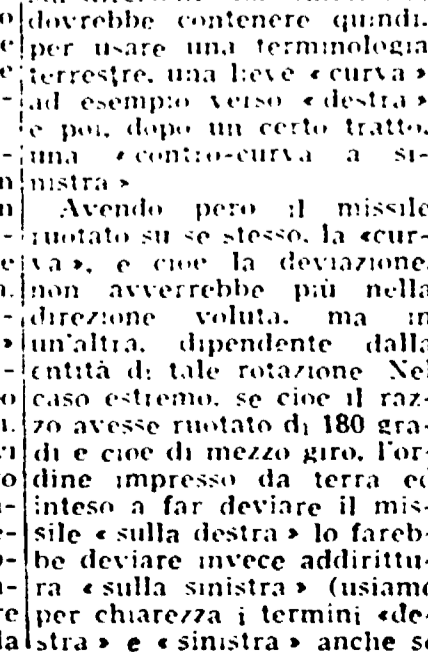 dovrebbe contenere quindi,
per usare una terminologia
terrestre, una lieve « curva »
ad esempio verso « destra »
e poi, dopo un certo tratto,
una « contro-curva a si-
nistra »
Avendo però il missile
ruotato su se stesso, la «cur-
va», e cioè la deviazione,
non avverrebbe più nella
direzione voluta, ma in
un'altra, dipendente dalla
entità di tale rotazione Nel
caso estremo, se cioè il raz-
zo avesse ruotato di 180 gra-
di e cioè di mezzo giro, l'or-
dine impresso da terra ed
inteso a far deviare il mis-
sile « sulla destra » lo fareb-
be deviare invece addirittu-
ra « sulla sinistra » (usiamo
per chiarezza i termini «de-
stra» e «sinistra» anche se